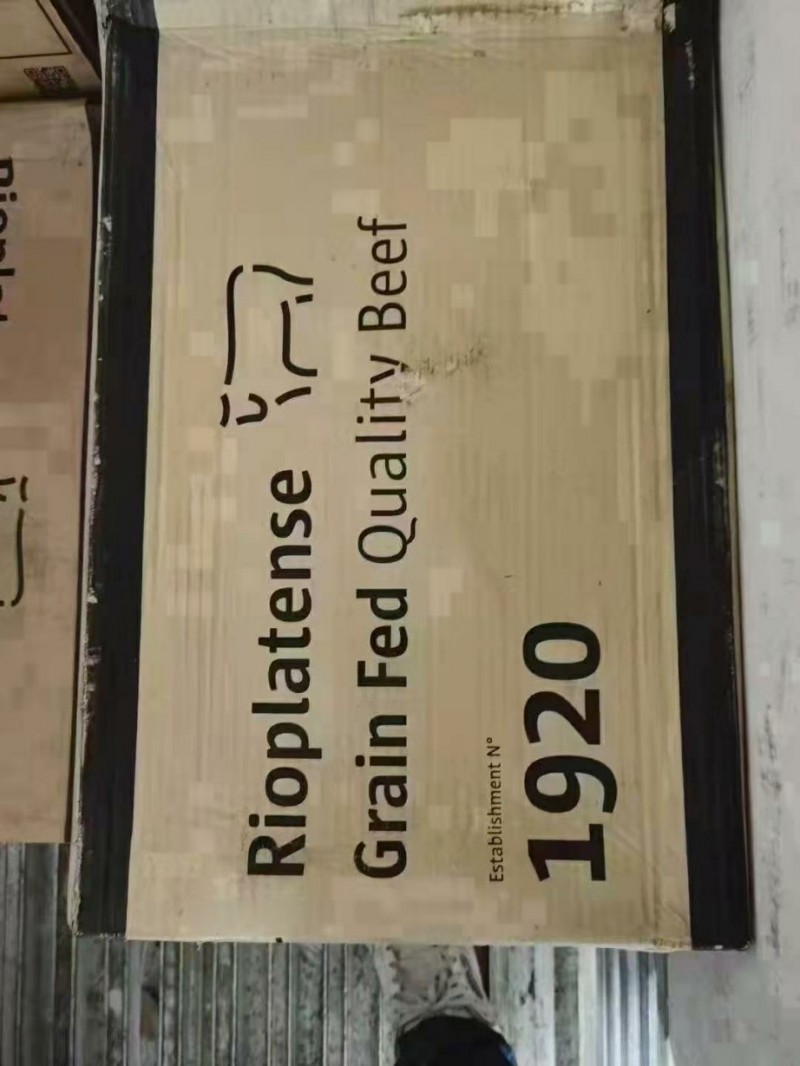 Rioplatense
Grain Fed Quality Beef
Establishment N°
1920